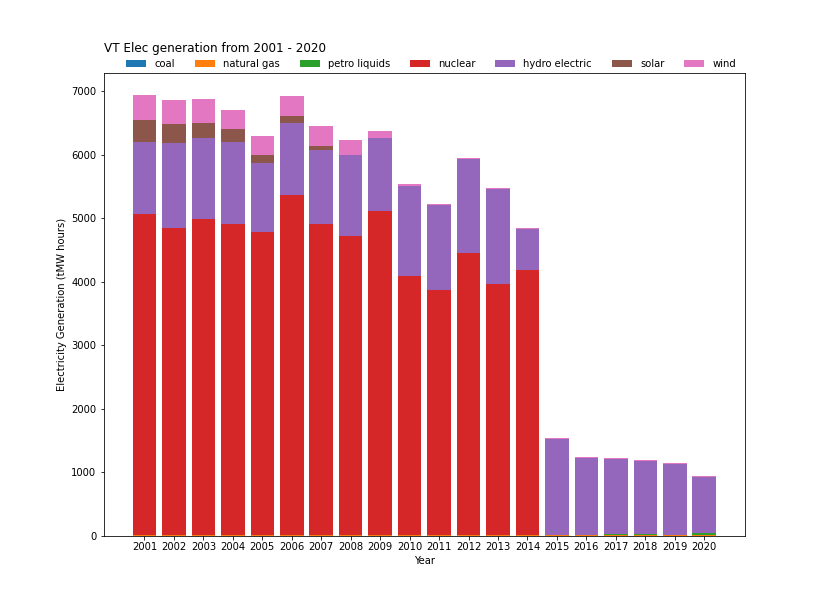 VT Elec generation from 2001 - 2020
coal natural gas petro liquids nuclear hydro electric solar wind
7000
6000
5000
4000
3000
2000
1000
0
Electricity Generation (tMW hours)
2001 2002 2003 2004 2005 2006 2007 2008 2009 2010 2011 2012 2013 2014 2015 2016 2017 2018 2019 2020
Year